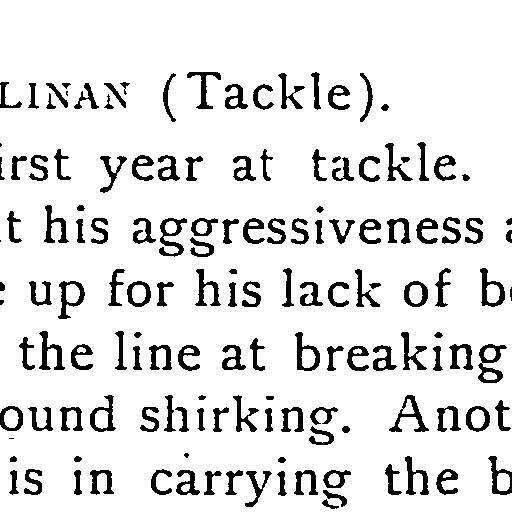 LINAN (Tackle).
irst year at tackle.
t his aggressiveness a
e up for his lack of b
the line at breaking
ound shirking. Anot
is in carrying the b